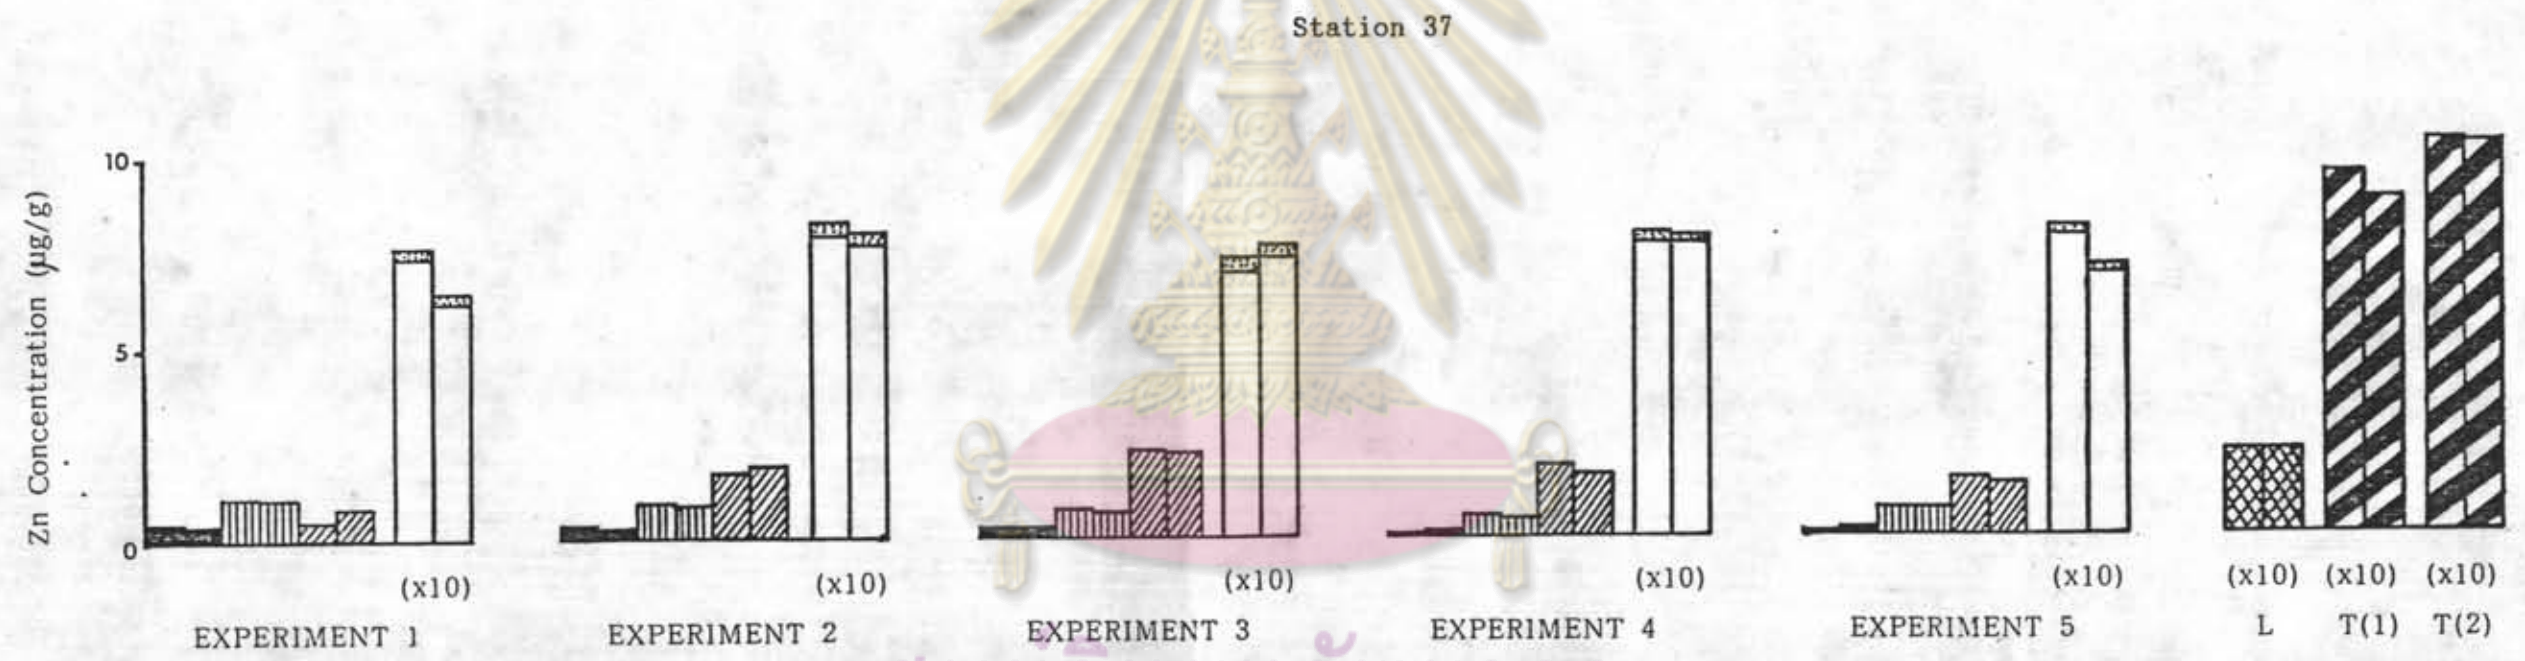 Station 37
Zn Concentration (µg/g)
10
5
0
(x10)
(x10)
(x10)
(x10)
(x10)
(x10) (x10) (x10)
EXPERIMENT 1
EXPERIMENT 2
EXPERIMENT 3
EXPERIMENT 4
EXPERIMENT 5
L T(1) T(2)